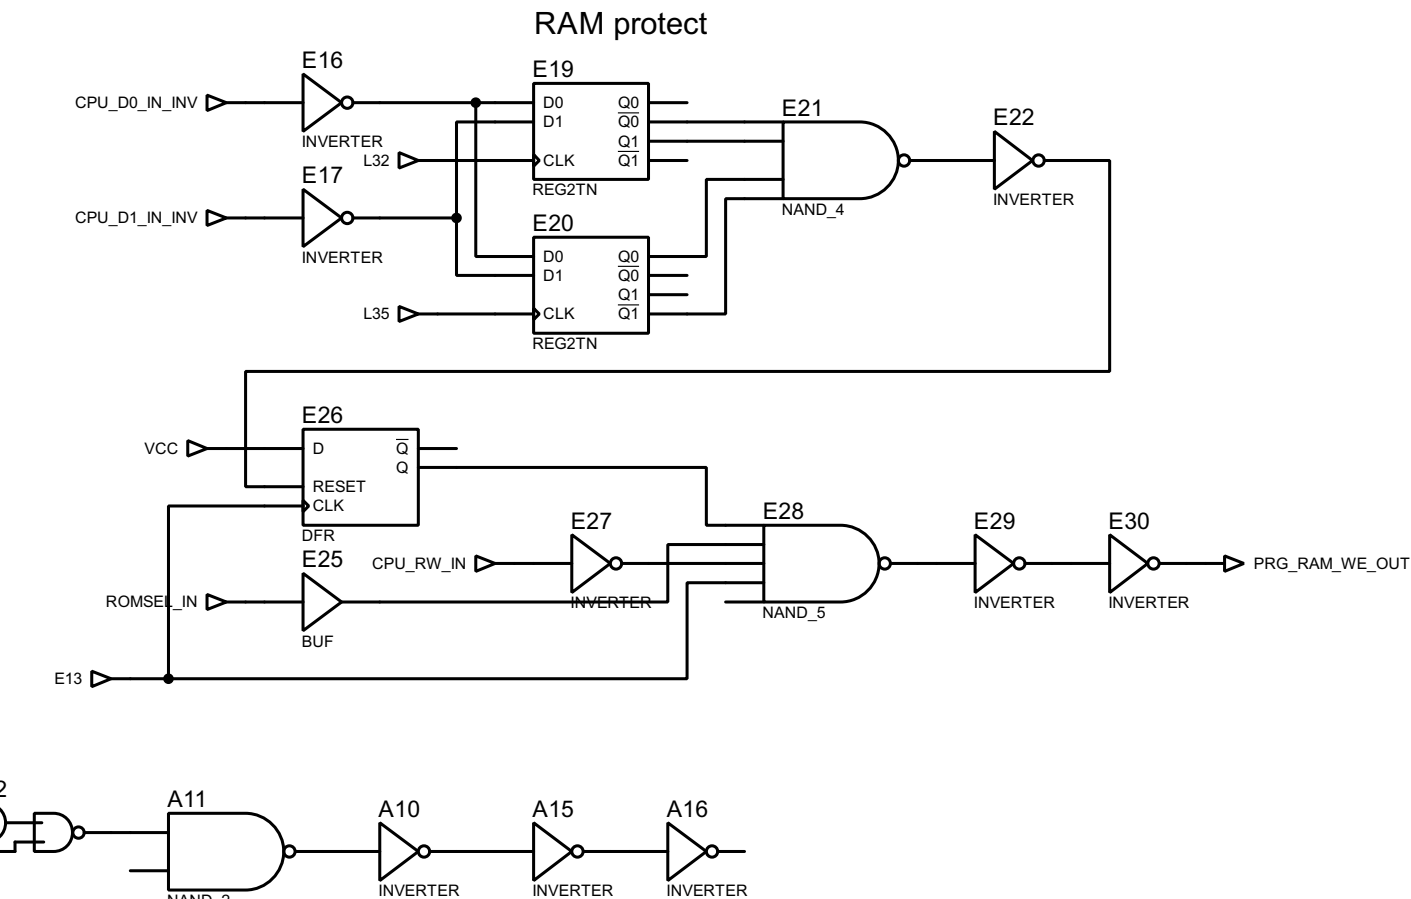 RAM protect
E16
CPU_D0_IN_INV
INVERTER
L32
E17
CPU_D1_IN_INV
INVERTER
E19
D0 Q0
D1 Q0
Q1
CLK Q1
REG2TN
E20
D0 Q0
D1 Q0
Q1
L35
CLK Q1
REG2TN
E21
NAND_4
E22
INVERTER
E26
VCC
D Q
Q
RESET
CLK
DFR
E25
ROMSEL_IN
BUF
E27
CPU_RW_IN
INVERTER
E28
NAND_5
E29
INVERTER
E30
INVERTER
PRG_RAM_WE_OUT
E13
2
A11
A10
INVERTER
A15
INVERTER
A16
INVERTER